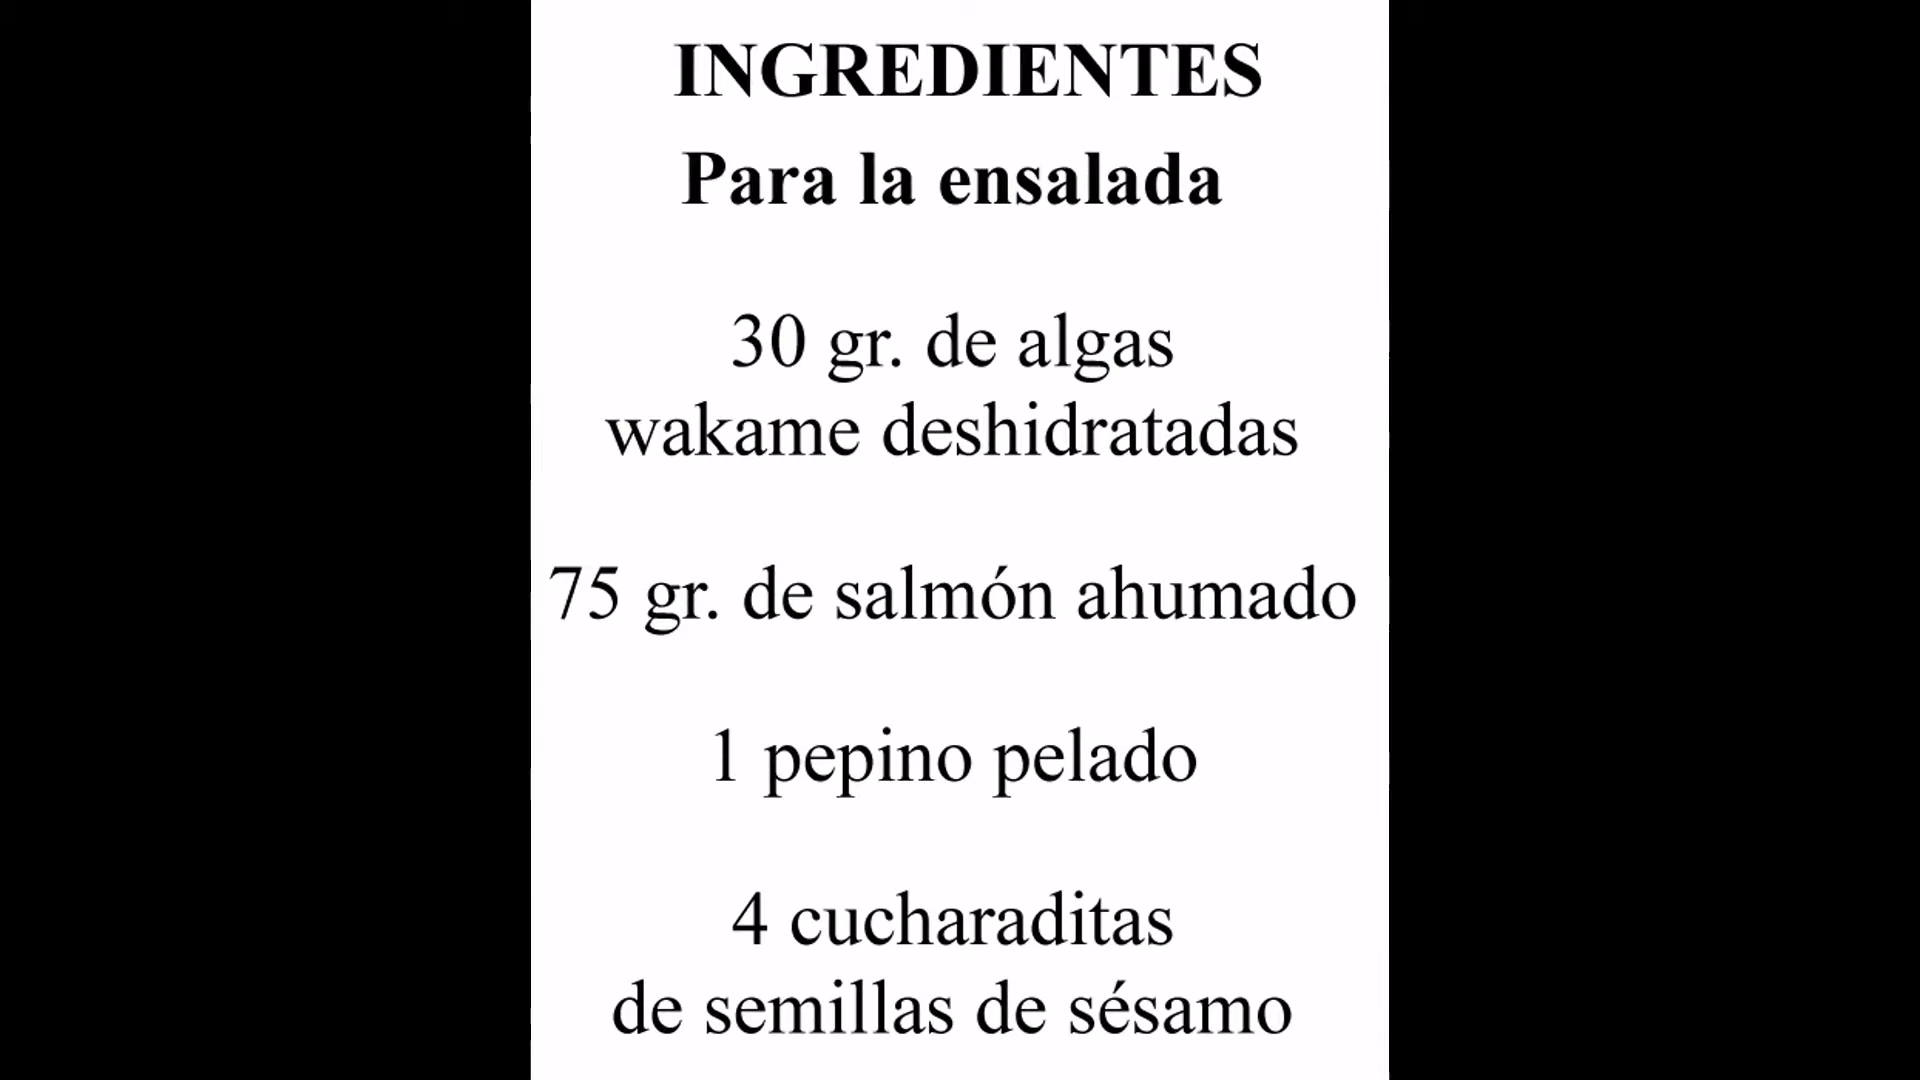 INGREDIENTES
Para la ensalada
30 gr. de algas
wakame deshidratadas
75 gr. de salmón ahumado
1 pepino pelado
4 cucharaditas
de semillas de sésamo